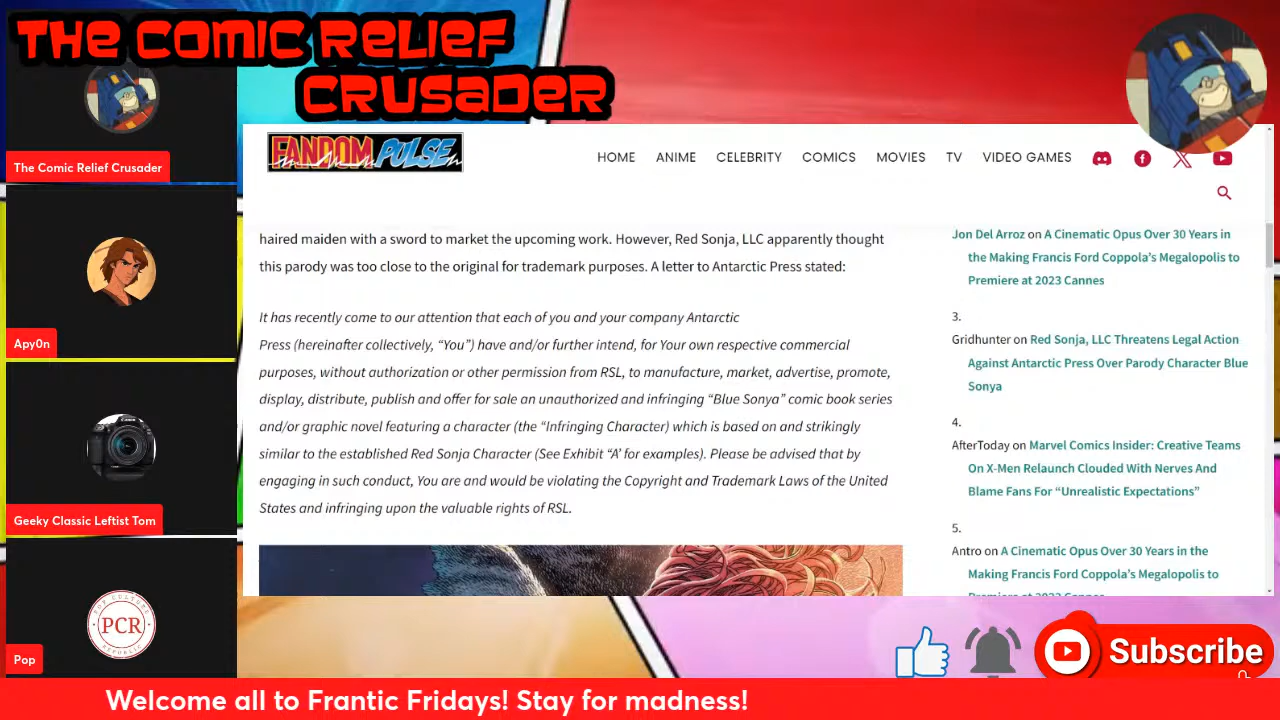 THE COMIC RELIEF
CRUSADER
The Comic Relief Crusader
Apy0n
Canon
Geeky Classic Leftist Tom
POP CULTURE
PCR
REPUBLIC
Pop
FANDOM PULSE
HOME ANIME CELEBRITY COMICS MOVIES TV VIDEO GAMES
haired maiden with a sword to market the upcoming work. However, Red Sonja, LLC apparently thought
this parody was too close to the original for trademark purposes. A letter to Antarctic Press stated:
It has recently come to our attention that each of you and your company Antarctic
Press (hereinafter collectively, “You”) have and/or further intend, for Your own respective commercial
purposes, without authorization or other permission from RSL, to manufacture, market, advertise, promote,
display, distribute, publish and offer for sale an unauthorized and infringing “Blue Sonya” comic book series
and/or graphic novel featuring a character (the “Infringing Character) which is based on and strikingly
similar to the established Red Sonja Character (See Exhibit “A’ for examples). Please be advised that by
engaging in such conduct, You are and would be violating the Copyright and Trademark Laws of the United
States and infringing upon the valuable rights of RSL.
Jon Del Arroz on A Cinematic Opus Over 30 Years in
the Making Francis Ford Coppola’s Megalopolis to
Premiere at 2023 Cannes
3.
Gridhunter on Red Sonja, LLC Threatens Legal Action
Against Antarctic Press Over Parody Character Blue
Sonya
4.
AfterToday on Marvel Comics Insider: Creative Teams
On X-Men Relaunch Clouded With Nerves And
Blame Fans For “Unrealistic Expectations”
5.
Antro on A Cinematic Opus Over 30 Years in the
Making Francis Ford Coppola’s Megalopolis to
Premiere at 2023 Cannes
Subscribe
Welcome all to Frantic Fridays! Stay for madness!